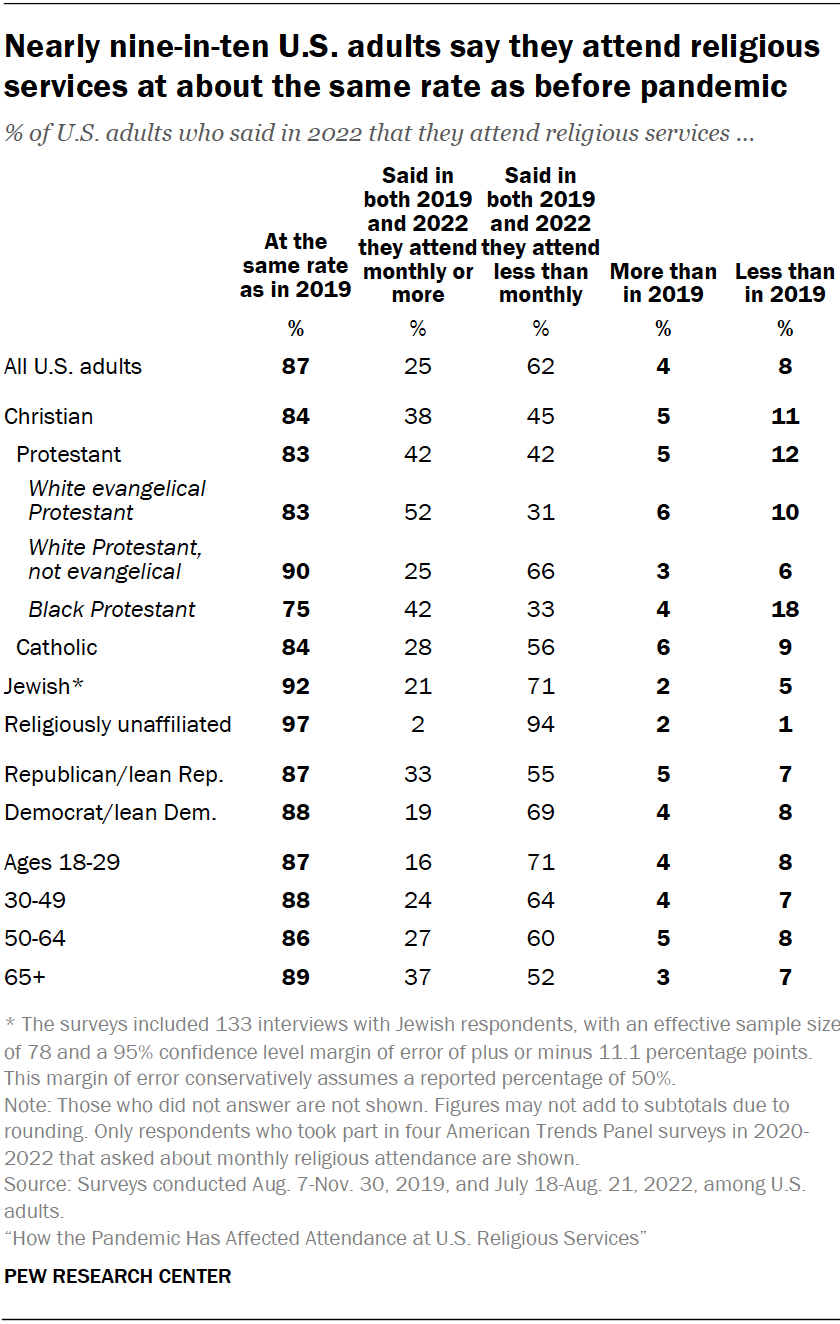 Nearly nine-in-ten U.S. adults say they attend religious
services at about the same rate as before pandemic
% of U.S. adults who said in 2022 that they attend religious services ...
At the same rate as in 2019
Said in both 2019 and 2022 they attend monthly or more
Said in both 2019 and 2022 they attend less than monthly
More than in 2019
Less than in 2019
% % % % %
All U.S. adults 87 25 62 4 8
Christian 84 38 45 5 11
Protestant 83 42 42 5 12
White evangelical
Protestant 83 52 31 6 10
White Protestant,
not evangelical 90 25 66 3 6
Black Protestant 75 42 33 4 18
Catholic 84 28 56 6 9
Jewish* 92 21 71 2 5
Religiously unaffiliated 97 2 94 2 1
Republican/lean Rep. 87 33 55 5 7
Democrat/lean Dem. 88 19 69 4 8
Ages 18-29 87 16 71 4 8
30-49 88 24 64 4 7
50-64 86 27 60 5 8
65+ 89 37 52 3 7
* The surveys included 133 interviews with Jewish respondents, with an effective sample size
of 78 and a 95% confidence level margin of error of plus or minus 11.1 percentage points.
This margin of error conservatively assumes a reported percentage of 50%.
Note: Those who did not answer are not shown. Figures may not add to subtotals due to
rounding. Only respondents who took part in four American Trends Panel surveys in 2020-
2022 that asked about monthly religious attendance are shown.
Source: Surveys conducted Aug. 7-Nov. 30, 2019, and July 18-Aug. 21, 2022, among U.S.
adults.
“How the Pandemic Has Affected Attendance at U.S. Religious Services”
PEW RESEARCH CENTER